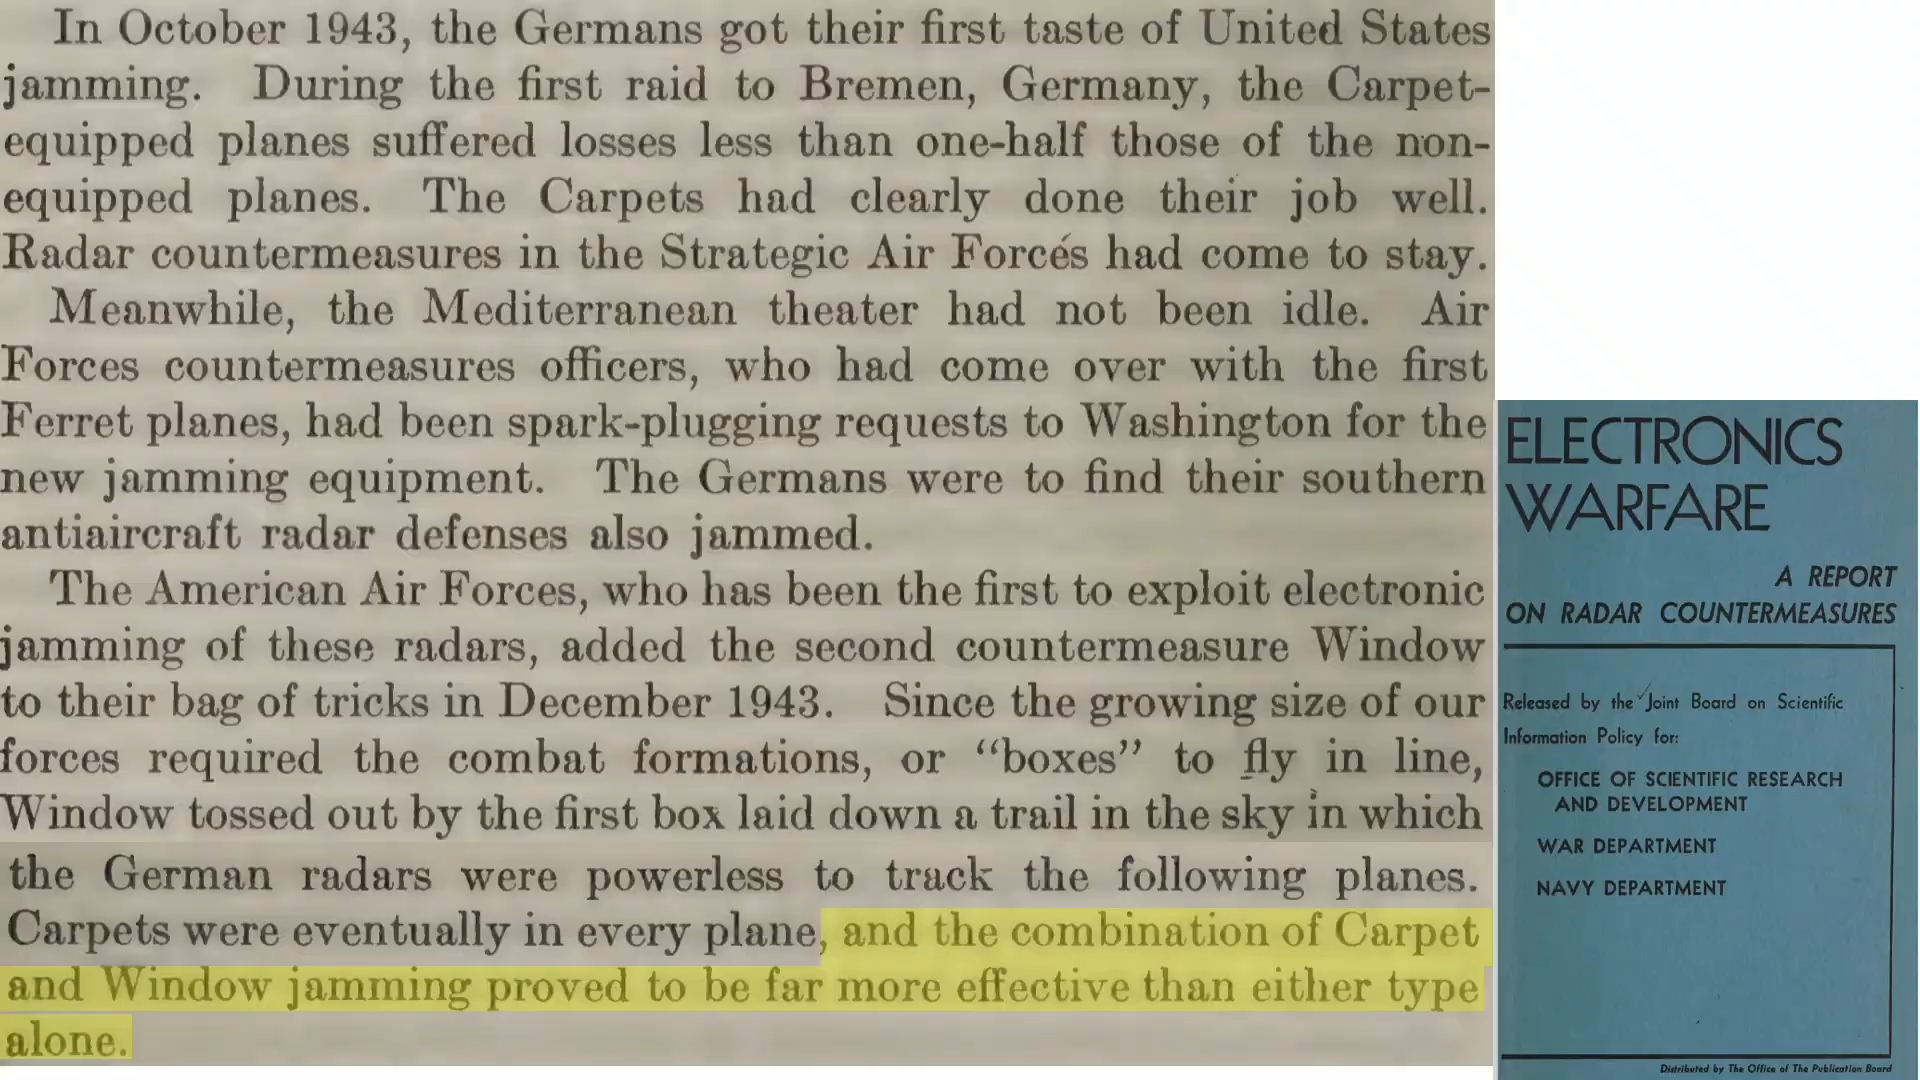 In October 1943, the Germans got their first taste of United States
jamming. During the first raid to Bremen, Germany, the Carpet-
equipped planes suffered losses less than one-half those of the non-
equipped planes. The Carpets had clearly done their job well.
Radar countermeasures in the Strategic Air Forces had come to stay.
Meanwhile, the Mediterranean theater had not been idle. Air
Forces countermeasures officers, who had come over with the first
Ferret planes, had been spark-plugging requests to Washington for the
new jamming equipment. The Germans were to find their southern
antiaircraft radar defenses also jammed.
The American Air Forces, who has been the first to exploit electronic
jamming of these radars, added the second countermeasure Window
to their bag of tricks in December 1943. Since the growing size of our
forces required the combat formations, or “boxes” to fly in line,
Window tossed out by the first box laid down a trail in the sky in which
the German radars were powerless to track the following planes.
Carpets were eventually in every plane, and the combination of Carpet
and Window jamming proved to be far more effective than either type
alone.
ELECTRONICS
WARFARE
A REPORT
ON RADAR COUNTERMEASURES
Released by the Joint Board on Scientific
Information Policy for:
OFFICE OF SCIENTIFIC RESEARCH
AND DEVELOPMENT
WAR DEPARTMENT
NAVY DEPARTMENT
Distributed by The Office of The Publication Board